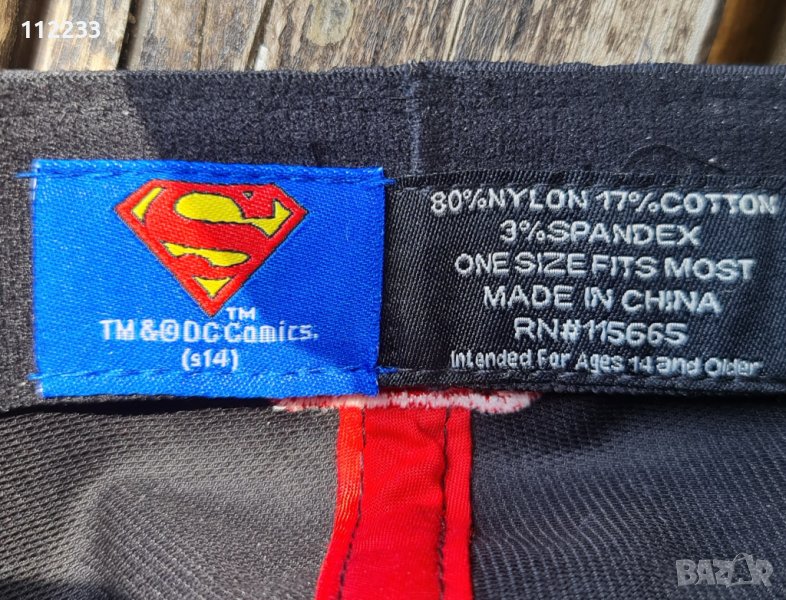 112233
TM
TM & © DC Comics.
(s14)
80%NYLON 17%COTTON
3%SPANDEX
ONE SIZE FITS MOST
MADE IN CHINA
RN#115665
Intended For Ages 14 and Older
BAZAR